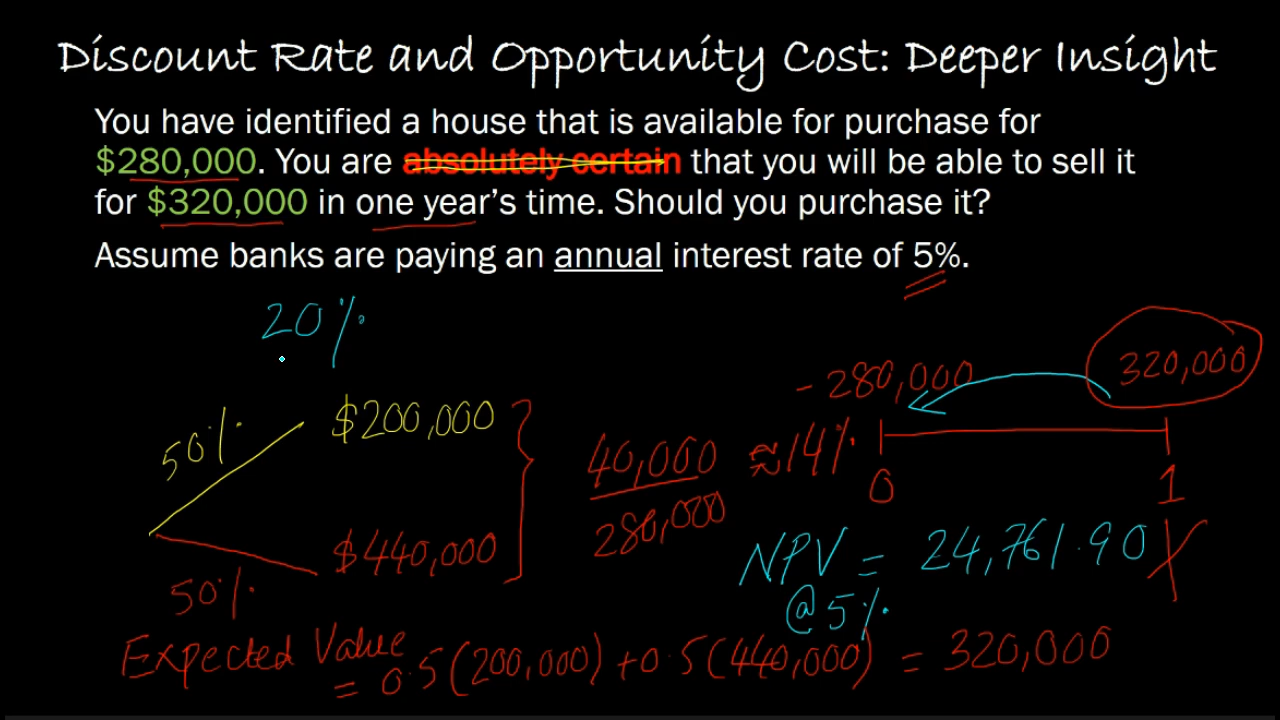 Discount Rate and Opportunity Cost: Deeper Insight
You have identified a house that is available for purchase for
$280,000. You are absolutely certain that you will be able to sell it
for $320,000 in one year's time. Should you purchase it?
Assume banks are paying an annual interest rate of 5%.
20%
-280,000
320,000
50%
$200,000
40,000
280,000
≈14%
0
1
$440,000
50%
NPV = 24,761.90
@5%
Expected Value
= 0.5(200,000) + 0.5(440,000) = 320,000